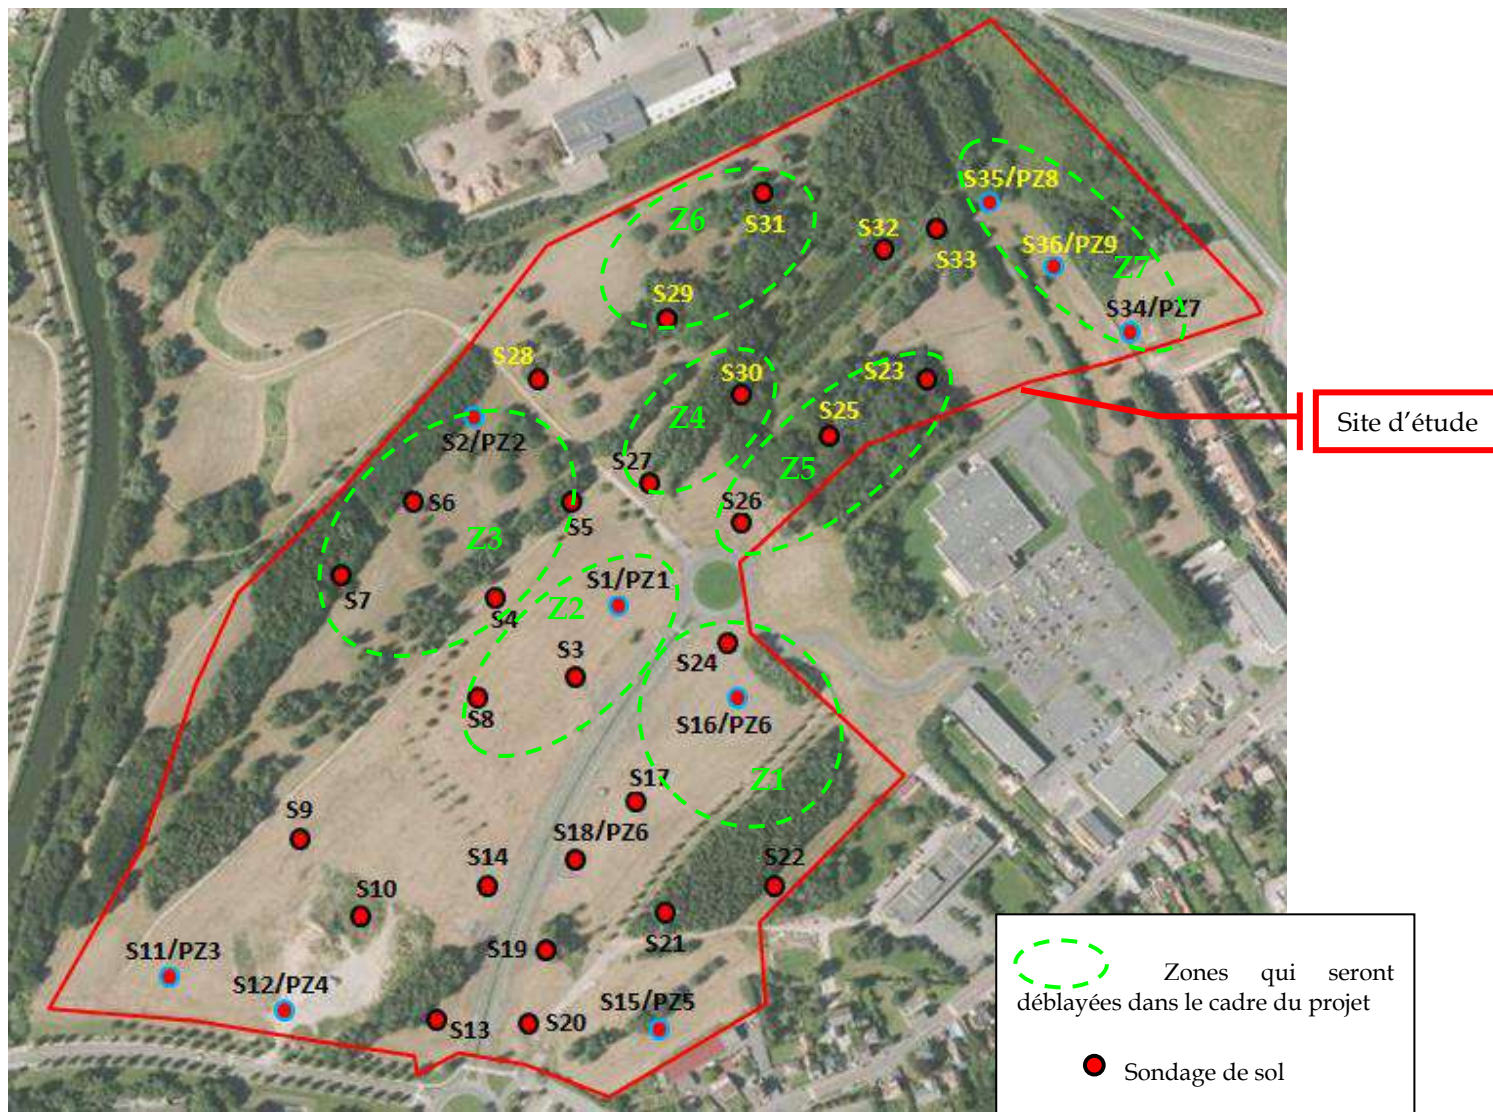 S35/PZ8
Z6
S31
S32
S33
S36/PZ9
Z7
S29
S34/PZ7
S28
S30
S23
Z4
S25
S2/PZ2
Z5
S27
S6
S5
S26
Z3
S7
S1/PZ1
Z2
S4
S3
S24
S8
S16/PZ6
Z1
S17
S9
S18/PZ6
S14
S22
S10
S21
S19
S11/PZ3
S12/PZ4
S15/PZ5
S13
S20
Site d'étude
Zones qui seront
déblayées dans le cadre du projet
Sondage de sol